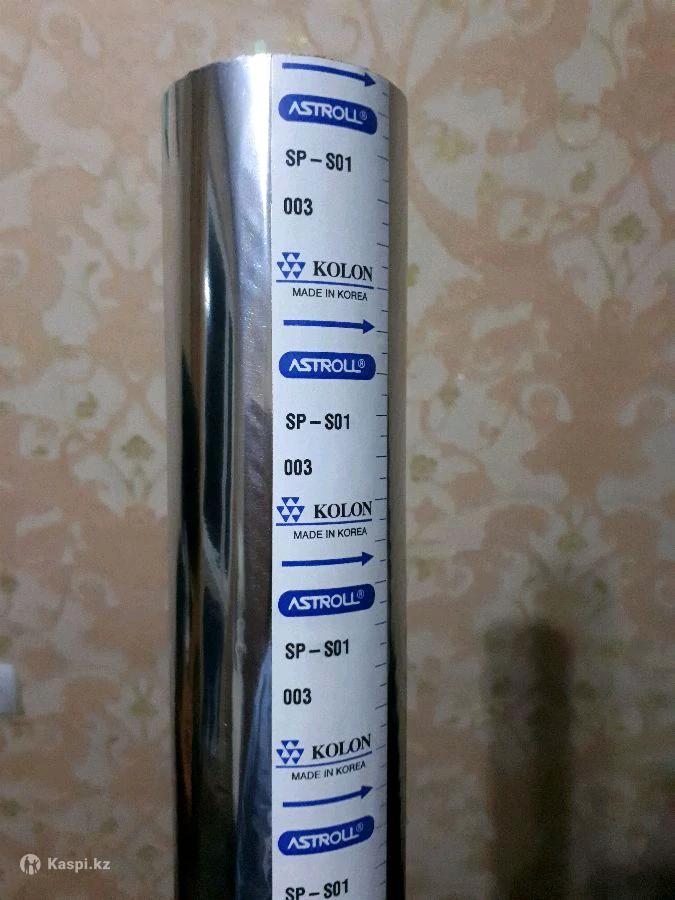 ASTROLL®
SP-S01
003
KOLON
MADE IN KOREA
ASTROLL®
SP-S01
003
KOLON
MADE IN KOREA
ASTROLL®
SP-S01
003
KOLON
MADE IN KOREA
ASTROLL®
SP-S01
Kaspi.kz